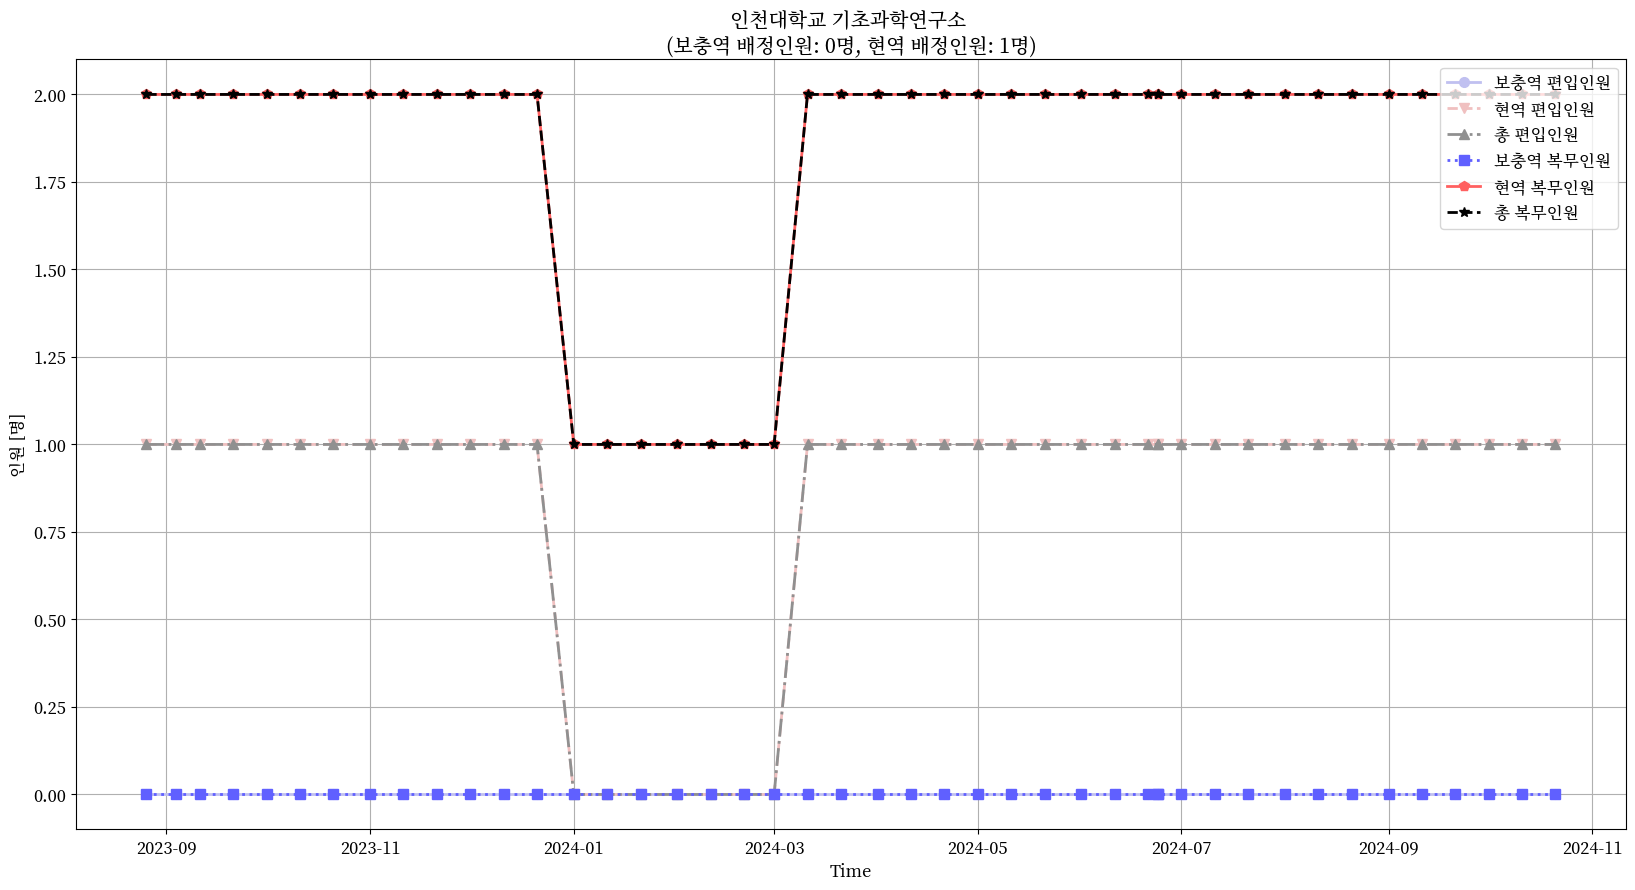 인천대학교 기초과학연구소
(보충역 배정인원: 0명, 현역 배정인원: 1명)
2.00
1.75
1.50
1.25
1.00
0.75
0.50
0.25
0.00
인원 [명]
보충역 편입인원
현역 편입인원
총 편입인원
보충역 복무인원
현역 복무인원
총 복무인원
2023-09
2023-11
2024-01
2024-03
2024-05
2024-07
2024-09
2024-11
Time